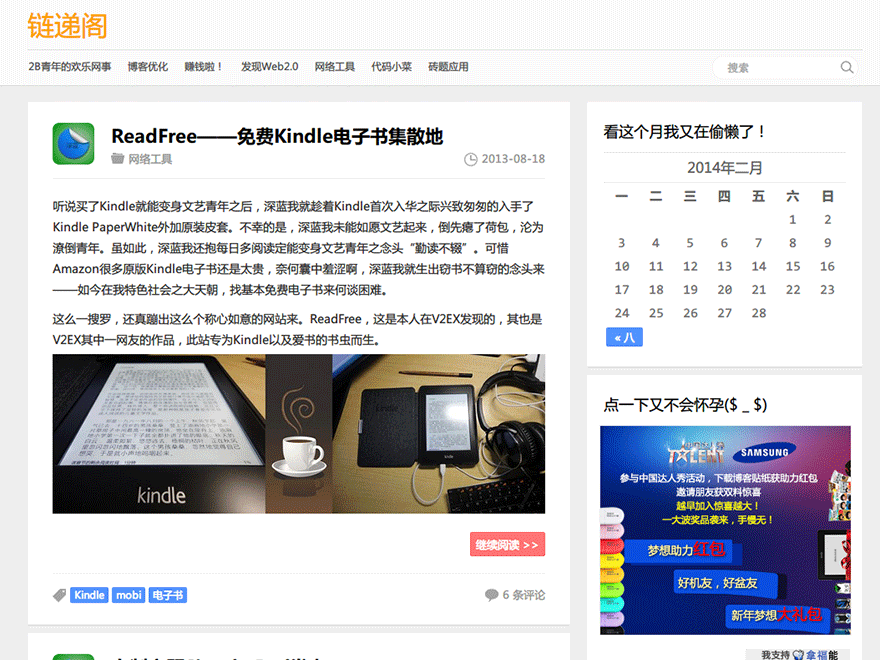 链递阁
2B青年的欢乐网事 博客优化 赚钱啦！ 发现Web2.0 网络工具 代码小菜 砖题应用
搜索
ReadFree——免费Kindle电子书集散地
网络工具
2013-08-18
听说买了Kindle就能变身文艺青年之后，深蓝我就趁着Kindle首次入华之际兴致匆匆的入手了
Kindle PaperWhite外加原装皮套。不幸的是，深蓝我未能如愿文艺起来，倒先瘪了荷包，沦为
潦倒青年。虽如此，深蓝我还抱每日多阅读定能变身文艺青年之念头“勤读不辍”。可惜
Amazon很多原版Kindle电子书还是太贵，奈何囊中羞涩啊，深蓝我就生出窃书不算窃的念头来
——如今在我特色社会之大天朝，找基本免费电子书来何谈困难。
这么一搜罗，还真蹦出这么个称心如意的网站来。ReadFree，这是本人在V2EX发现的，其也是
V2EX其中一网友的作品，此站专为Kindle以及爱书的书虫而生。
kindle
继续阅读 >>
Kindle mobi 电子书
6 条评论
看这个月我又在偷懒了！
2014年二月
一 二 三 四 五 六 日
1 2
3 4 5 6 7 8 9
10 11 12 13 14 15 16
17 18 19 20 21 22 23
24 25 26 27 28
« 八
点一下又不会怀孕($ _ $)
TALENT SAMSUNG
参与中国达人秀活动，下载博客贴纸获助力红包
邀请朋友获双料惊喜
越早加入惊喜越大！
一大波奖品袭来，手慢无！
梦想助力红包
好机友，好盆友
新年梦想大礼包
我支持 拿福能